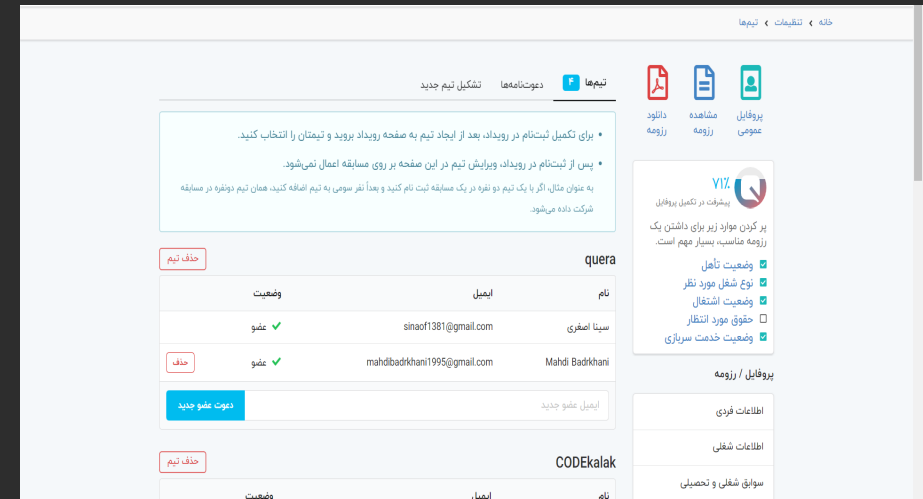 خانه › تنظیمات › تیم‌ها
پروفایل عمومی
مشاهده رزومه
دانلود رزومه
۷۱٪
پیشرفت در تکمیل پروفایل
پر کردن موارد زیر برای داشتن یک
رزومه مناسب، بسیار مهم است.
وضعیت تأهل
نوع شغل مورد نظر
وضعیت اشتغال
حقوق مورد انتظار
وضعیت خدمت سربازی
پروفایل / رزومه
اطلاعات فردی
اطلاعات شغلی
سوابق شغلی و تحصیلی
تیم‌ها ۴ دعوت‌نامه‌ها تشکیل تیم جدید
• برای تکمیل ثبت‌نام در رویداد، بعد از ایجاد تیم به صفحه رویداد بروید و تیمتان را انتخاب کنید.
• پس از ثبت‌نام در رویداد، ویرایش تیم در این صفحه بر روی مسابقه اعمال نمی‌شود.
به عنوان مثال، اگر با یک تیم دو نفره در یک مسابقه ثبت نام کنید و بعداً نفر سومی به تیم اضافه کنید، همان تیم دونفره در مسابقه
شرکت داده می‌شود.
quera حذف تیم
نام ایمیل وضعیت
سینا اصغری sinaof1381@gmail.com عضو
Mahdi Badrkhani mahdibadrkhani1995@gmail.com عضو حذف
ایمیل عضو جدید دعوت عضو جدید
CODEkalak حذف تیم
نام ایمیل وضعیت